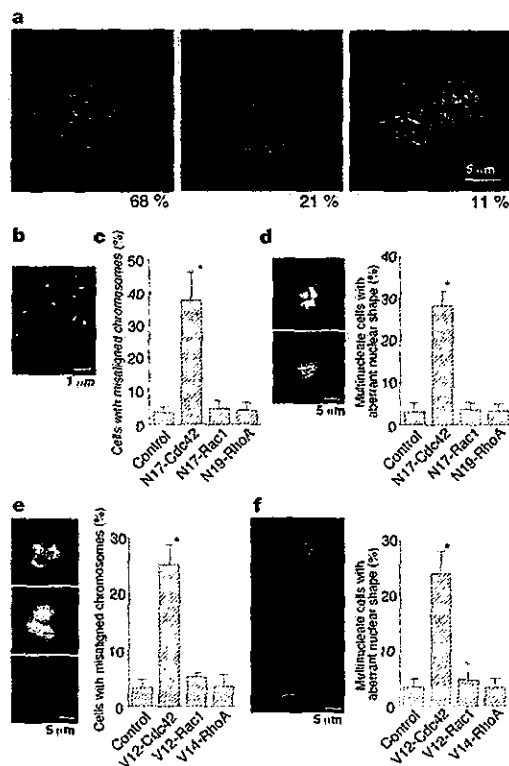 a
5 µm
68 %
21 %
11 %
b
1 µm
c
Cells with misaligned chromosomes (%)
50
40
30
20
10
0
Control
N17-Cdc42
N17-Rac1
N19-RhoA
*
d
5 µm
Multinucleate cells with
aberrant nuclear shape (%)
40
30
20
10
0
Control
N17-Cdc42
N17-Rac1
N19-RhoA
*
e
5 µm
Cells with misaligned chromosomes (%)
30
20
10
0
Control
V12-Cdc42
V12-Rac1
V14-RhoA
*
f
5 µm
Multinucleate cells with
aberrant nuclear shape (%)
30
20
10
0
Control
V12-Cdc42
V12-Rac1
V14-RhoA
*